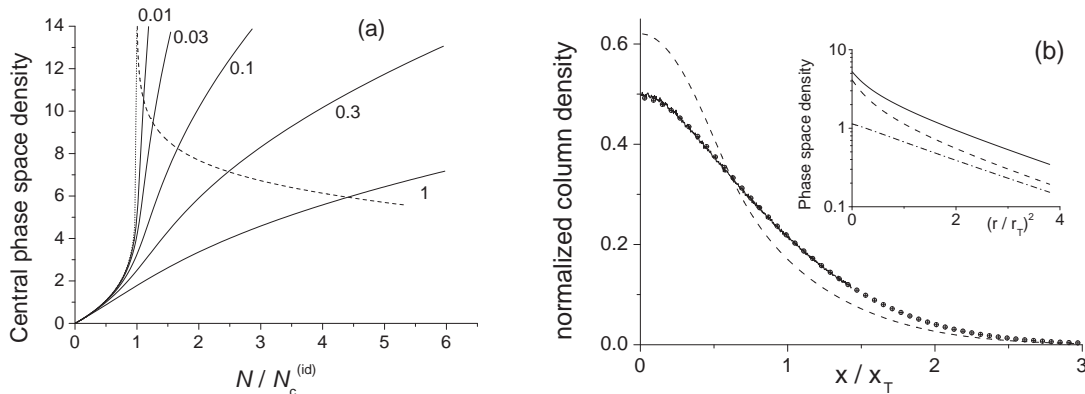 (a)
0.01
0.03
0.1
0.3
1
14
12
10
8
6
4
2
0
Central phase space density
0 1 2 3 4 5 6
N / N_c^(id)
(b)
0.6
0.4
0.2
0.0
normalized column density
0 1 2 3
x / x_T
10
1
0.1
Phase space density
0 2 4
(r / r_T)^2